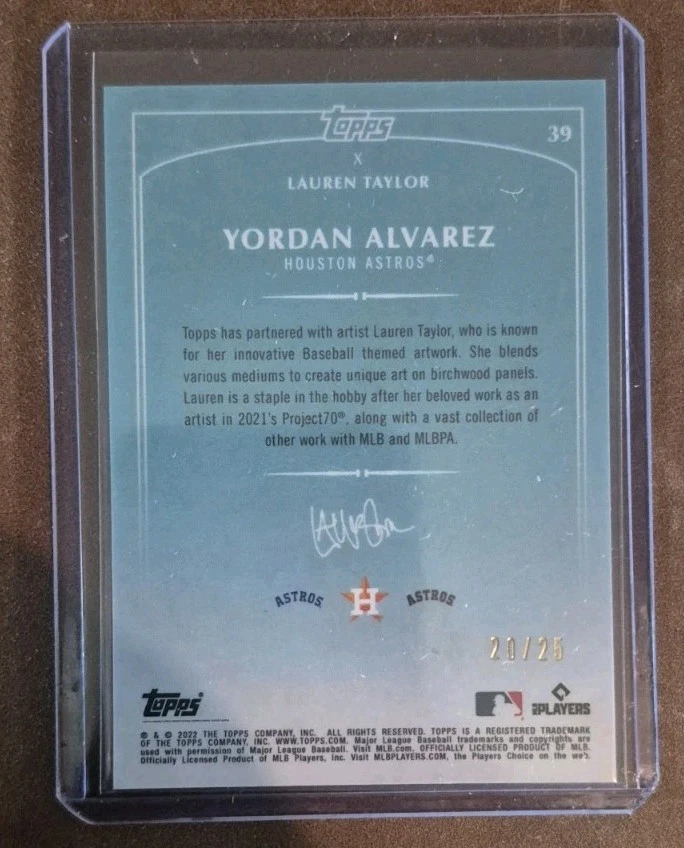 topps
39
X
LAUREN TAYLOR
YORDAN ALVAREZ
HOUSTON ASTROS®
Topps has partnered with artist Lauren Taylor, who is known
for her innovative Baseball themed artwork. She blends
various mediums to create unique art on birchwood panels.
Lauren is a staple in the hobby after her beloved work as an
artist in 2021's Project70®, along with a vast collection of
other work with MLB and MLBPA.
ASTROS H ASTROS
20/25
topps®
MLB PLAYERS
® & © 2022 THE TOPPS COMPANY, INC. ALL RIGHTS RESERVED. TOPPS IS A REGISTERED TRADEMARK
OF THE TOPPS COMPANY, INC. WWW.TOPPS.COM. Major League Baseball trademarks and copyrights are
used with permission of Major League Baseball. Visit MLB.com. OFFICIALLY LICENSED PRODUCT OF MLB.
Officially Licensed Product of MLB Players, Inc. Visit MLBPLAYERS.COM, the Players Choice on the web.